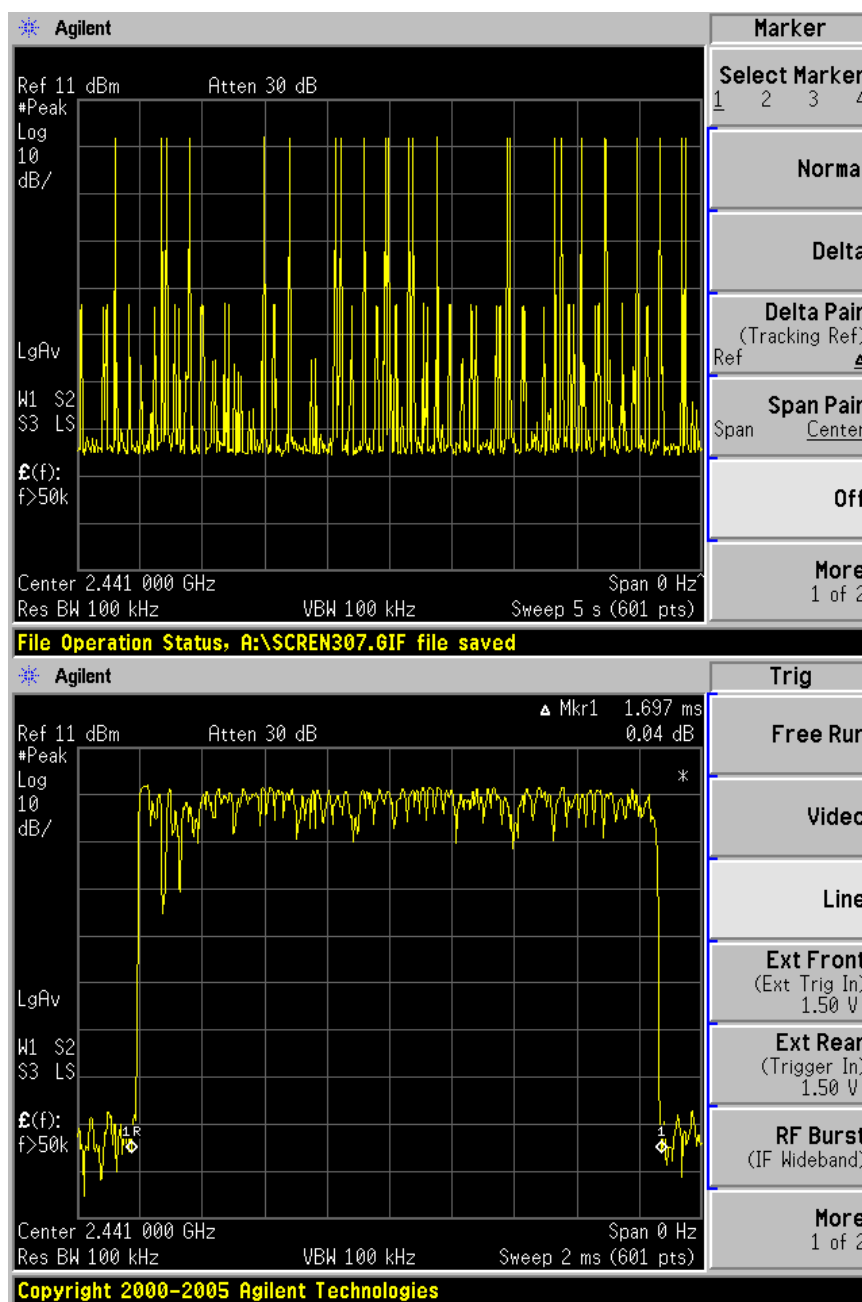 Agilent
Marker
Ref 11 dBm Atten 30 dB
#Peak
Log
10
dB/
LgAv
W1 S2
S3 LS
£(f):
f>50k
Center 2.441 000 GHz Span 0 Hz^
Res BW 100 kHz VBW 100 kHz Sweep 5 s (601 pts)
File Operation Status, A:\SCREN307.GIF file saved
Select Marker
1 2 3 4
Norma
Delta
Delta Pair
(Tracking Ref)
Ref Δ
Span Pair
Span Center
Off
More
1 of 2
Agilent
Trig
Δ Mkr1 1.697 ms
Ref 11 dBm Atten 30 dB 0.04 dB
#Peak
Log
10
dB/
*
LgAv
W1 S2
S3 LS
£(f):
f>50k
1R
1
Center 2.441 000 GHz Span 0 Hz
Res BW 100 kHz VBW 100 kHz Sweep 2 ms (601 pts)
Copyright 2000-2005 Agilent Technologies
Free Run
Video
Line
Ext Front
(Ext Trig In)
1.50 V
Ext Rear
(Trigger In)
1.50 V
RF Burst
(IF Wideband)
More
1 of 2